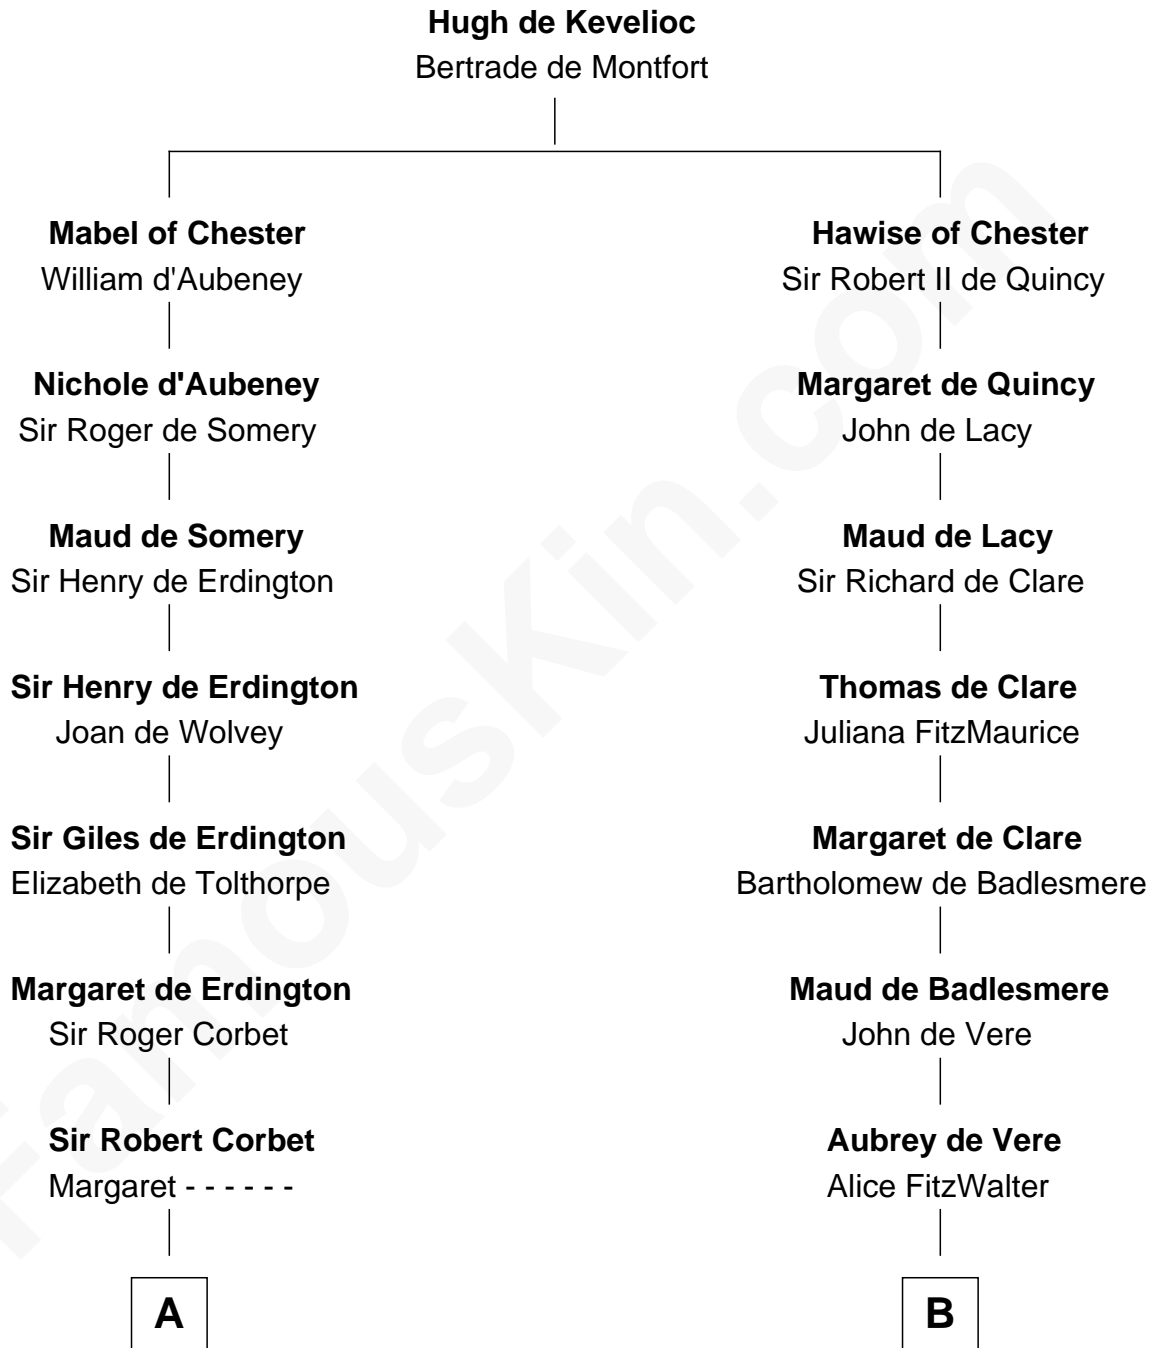 Hugh de Kevelioc
Bertrade de Montfort
Mabel of Chester
William d'Aubeney
Hawise of Chester
Sir Robert II de Quincy
Nichole d'Aubeney
Sir Roger de Somery
Margaret de Quincy
John de Lacy
Maud de Somery
Sir Henry de Erdington
Maud de Lacy
Sir Richard de Clare
Sir Henry de Erdington
Joan de Wolvey
Thomas de Clare
Juliana FitzMaurice
Sir Giles de Erdington
Elizabeth de Tolthorpe
Margaret de Clare
Bartholomew de Badlesmere
Margaret de Erdington
Sir Roger Corbet
Maud de Badlesmere
John de Vere
Sir Robert Corbet
Margaret - - - - - -
Aubrey de Vere
Alice FitzWalter
A
B
FamousKin.com